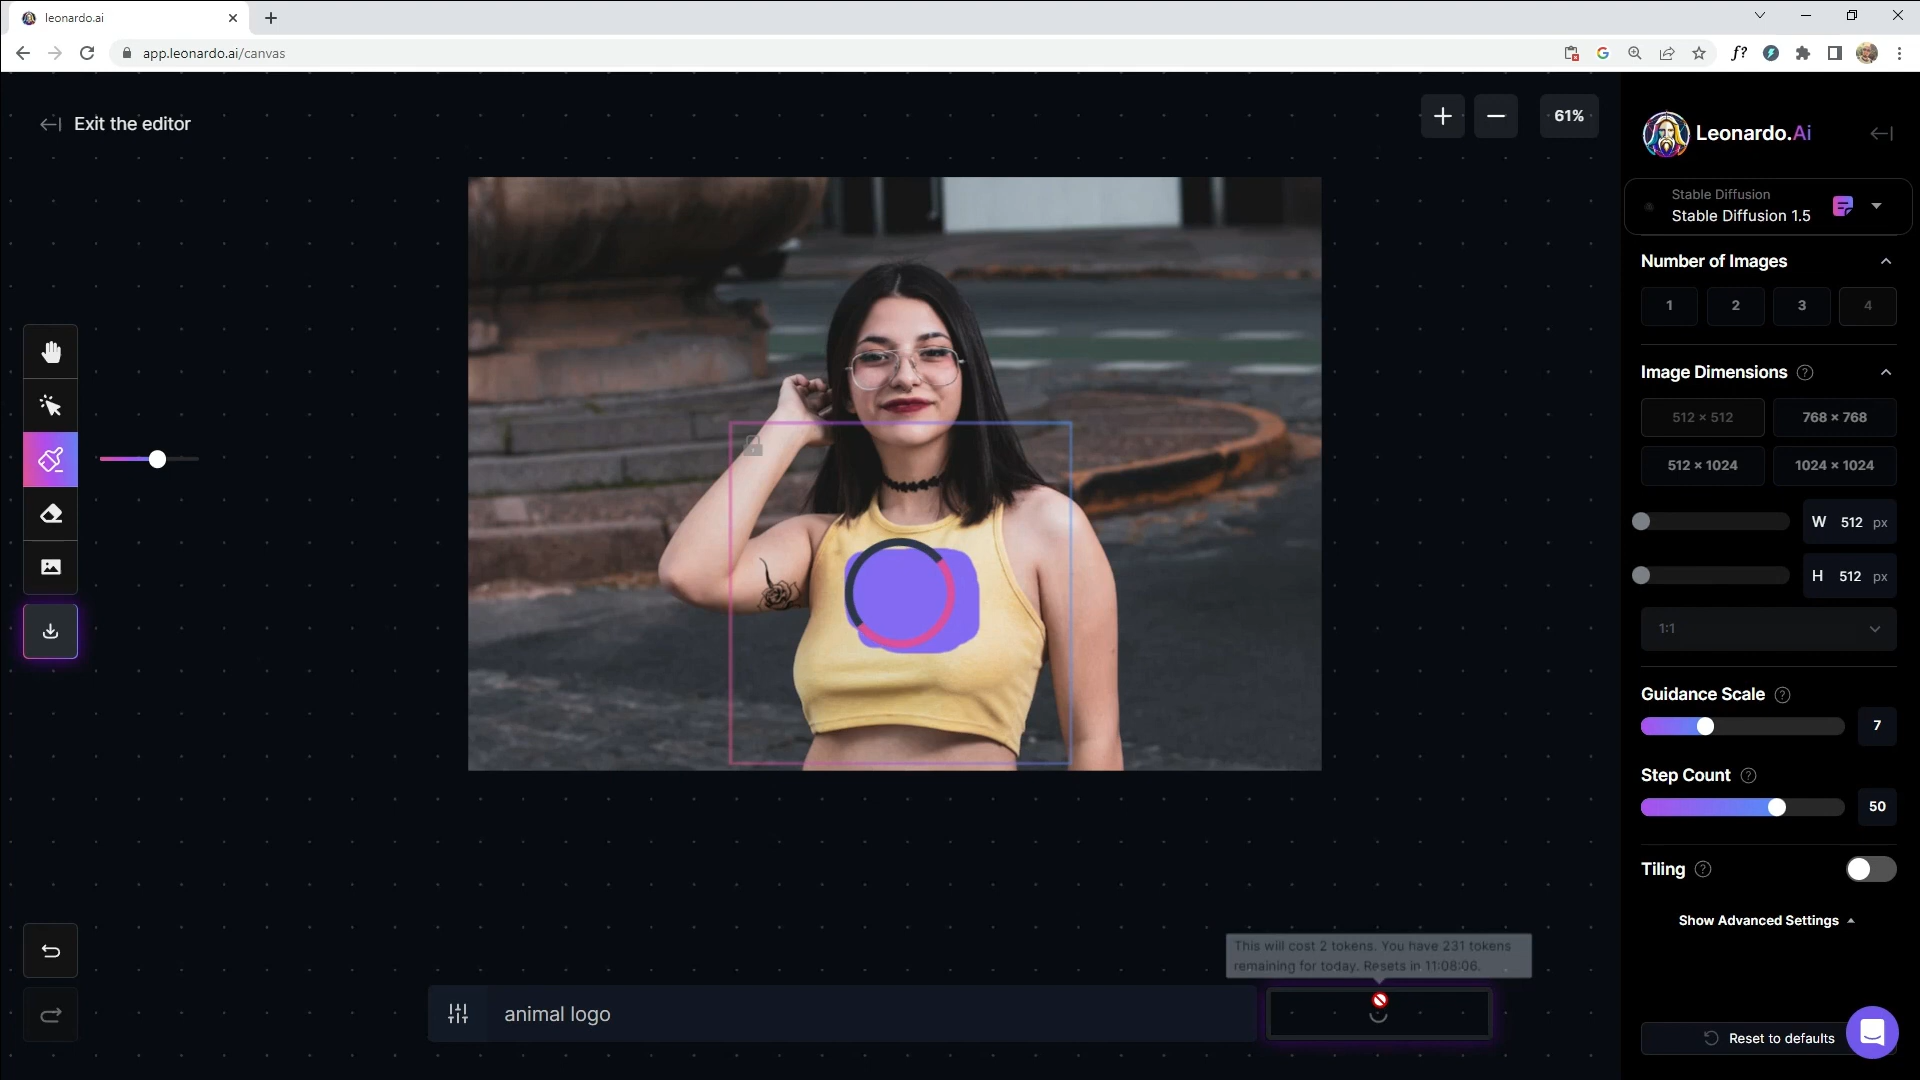 leonardo.ai
app.leonardo.ai/canvas
f?
Exit the editor
61%
Leonardo.Ai
Stable Diffusion
Stable Diffusion 1.5
Number of Images
1 2 3 4
Image Dimensions ?
512 × 512 768 × 768
512 × 1024 1024 × 1024
W 512 px
H 512 px
1:1
Guidance Scale ?
7
Step Count ?
50
Tiling ?
Show Advanced Settings
This will cost 2 tokens. You have 231 tokens
remaining for today. Resets in 11:08:06.
animal logo
Reset to defaults